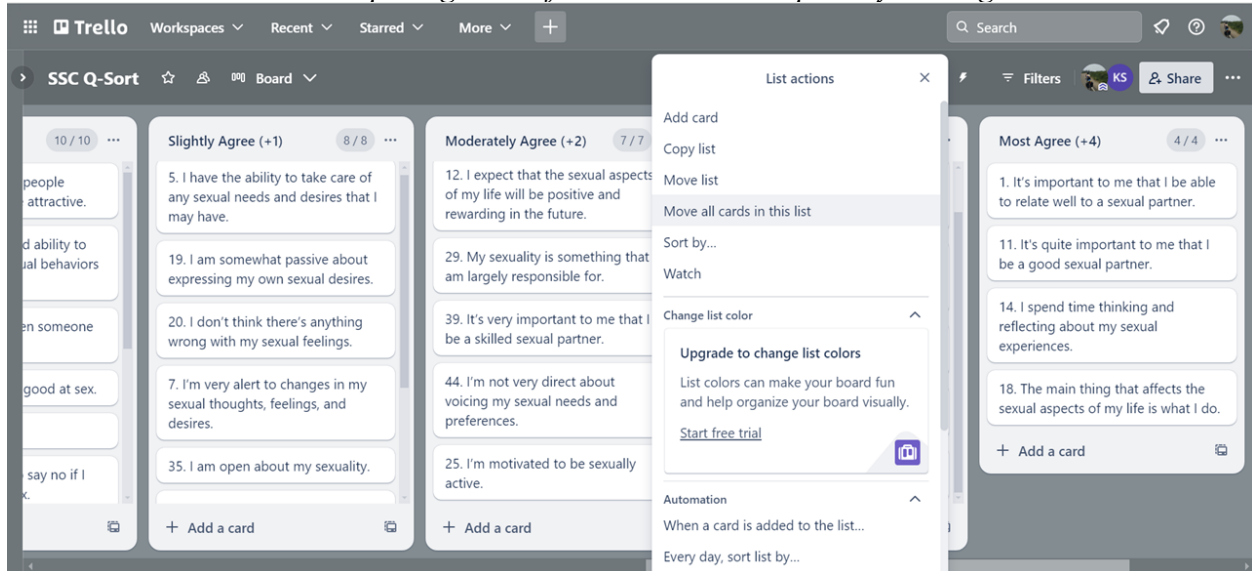 Trello Workspaces Recent Starred More + Search
SSC Q-Sort Board Filters KS Share
10 / 10
people
attractive.
d ability to
ual behaviors
en someone
good at sex.
say no if I
Slightly Agree (+1) 8 / 8
5. I have the ability to take care of
any sexual needs and desires that I
may have.
19. I am somewhat passive about
expressing my own sexual desires.
20. I don't think there's anything
wrong with my sexual feelings.
7. I'm very alert to changes in my
sexual thoughts, feelings, and
desires.
35. I am open about my sexuality.
+ Add a card
Moderately Agree (+2) 7 / 7
12. I expect that the sexual aspects
of my life will be positive and
rewarding in the future.
29. My sexuality is something that
am largely responsible for.
39. It's very important to me that I
be a skilled sexual partner.
44. I'm not very direct about
voicing my sexual needs and
preferences.
25. I'm motivated to be sexually
active.
+ Add a card
List actions
Add card
Copy list
Move list
Move all cards in this list
Sort by...
Watch
Change list color
Upgrade to change list colors
List colors can make your board fun
and help organize your board visually.
Start free trial
Automation
When a card is added to the list...
Every day, sort list by...
Most Agree (+4) 4 / 4
1. It's important to me that I be able
to relate well to a sexual partner.
11. It's quite important to me that I
be a good sexual partner.
14. I spend time thinking and
reflecting about my sexual
experiences.
18. The main thing that affects the
sexual aspects of my life is what I do.
+ Add a card